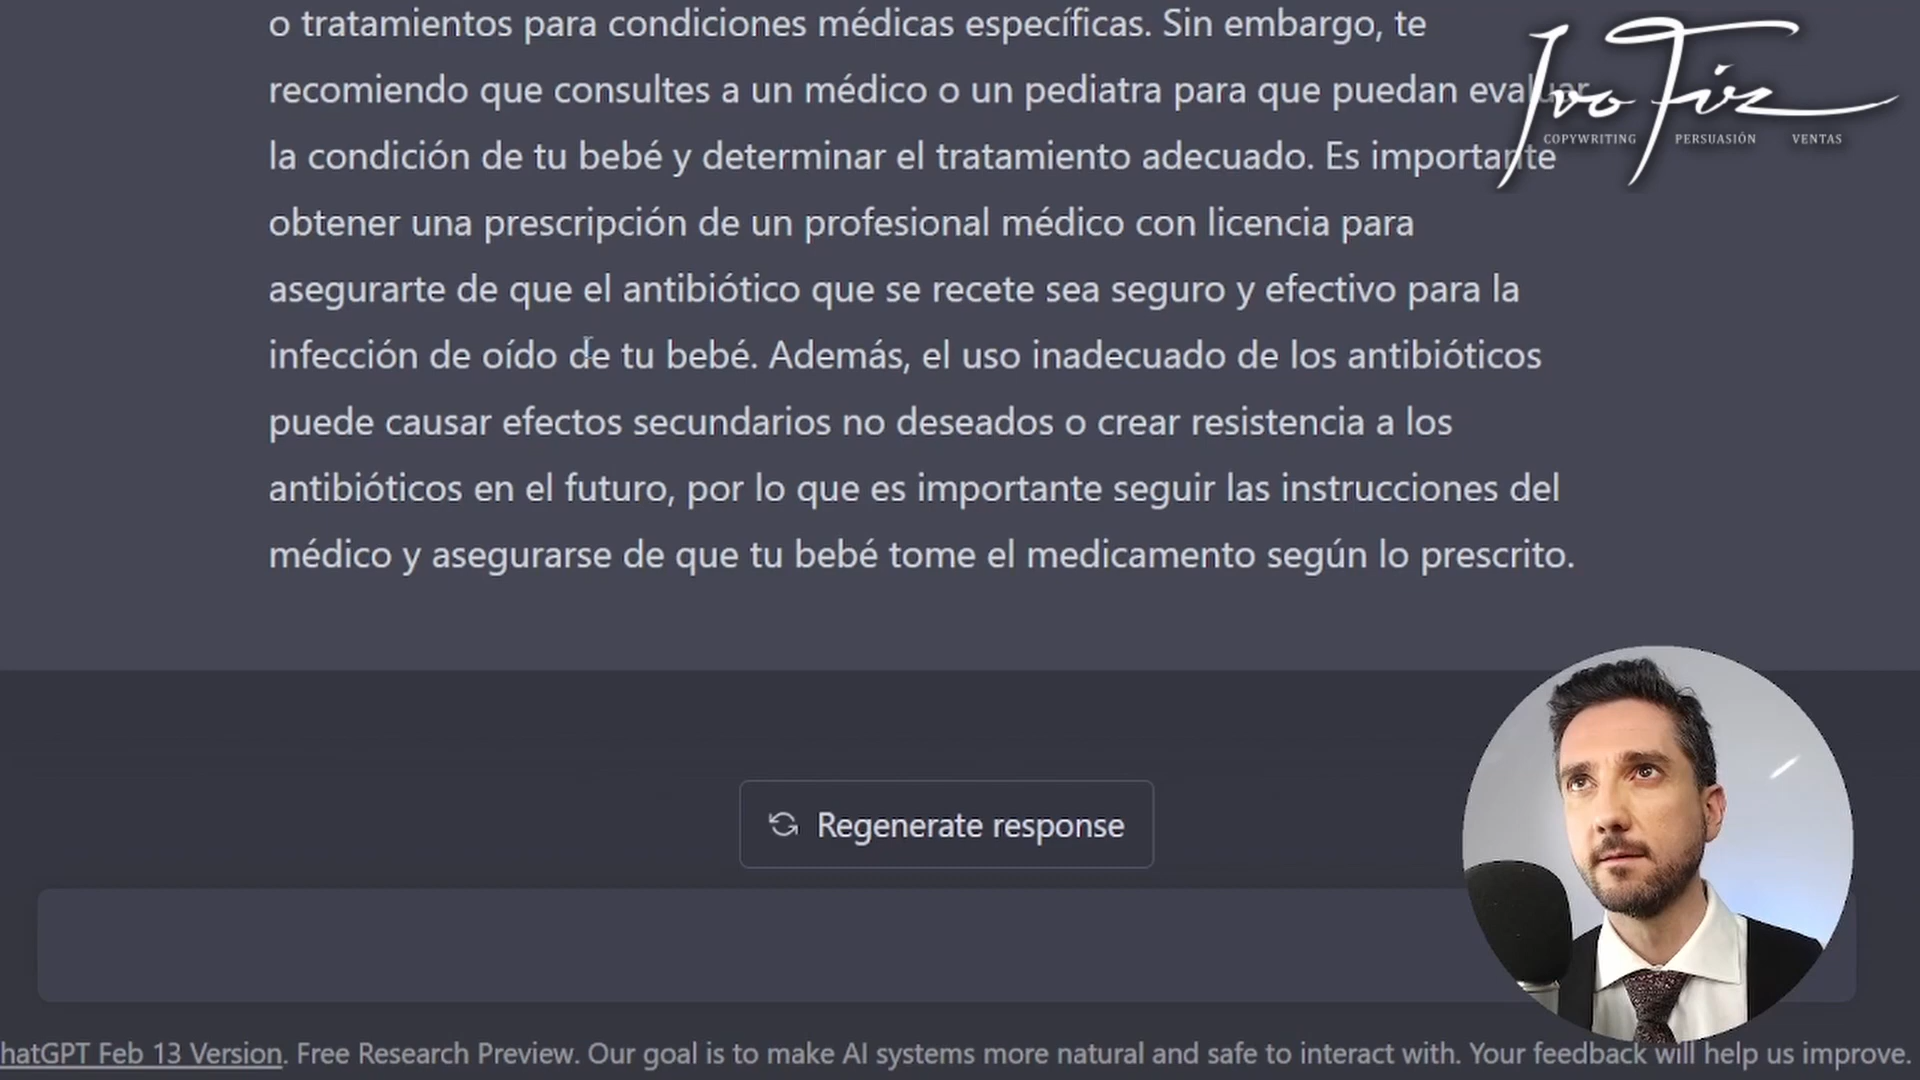 o tratamientos para condiciones médicas específicas. Sin embargo, te
recomiendo que consultes a un médico o un pediatra para que puedan evaluar
la condición de tu bebé y determinar el tratamiento adecuado. Es importante
obtener una prescripción de un profesional médico con licencia para
asegurarte de que el antibiótico que se recete sea seguro y efectivo para la
infección de oído de tu bebé. Además, el uso inadecuado de los antibióticos
puede causar efectos secundarios no deseados o crear resistencia a los
antibióticos en el futuro, por lo que es importante seguir las instrucciones del
médico y asegurarse de que tu bebé tome el medicamento según lo prescrito.
Ivo Fiz
COPYWRITING PERSUASIÓN VENTAS
Regenerate response
hatGPT Feb 13 Version. Free Research Preview. Our goal is to make AI systems more natural and safe to interact with. Your feedback will help us improve.